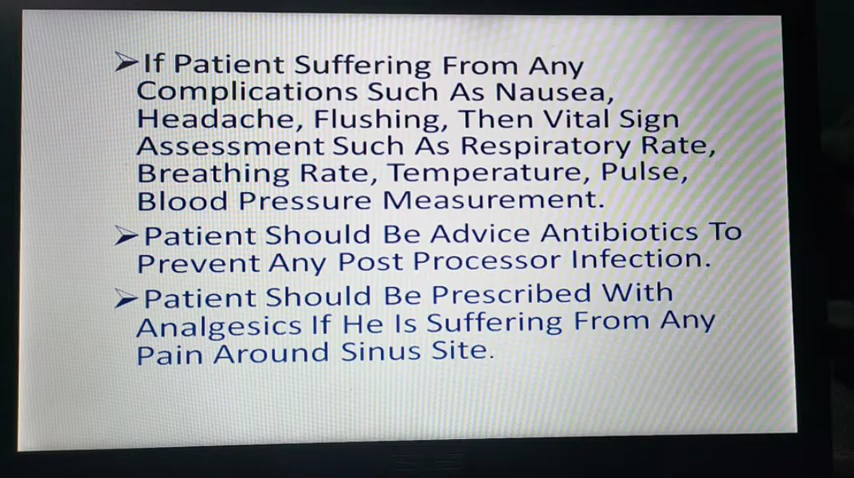 ➢If Patient Suffering From Any
Complications Such As Nausea,
Headache, Flushing, Then Vital Sign
Assessment Such As Respiratory Rate,
Breathing Rate, Temperature, Pulse,
Blood Pressure Measurement.
➢Patient Should Be Advice Antibiotics To
Prevent Any Post Processor Infection.
➢Patient Should Be Prescribed With
Analgesics If He Is Suffering From Any
Pain Around Sinus Site.